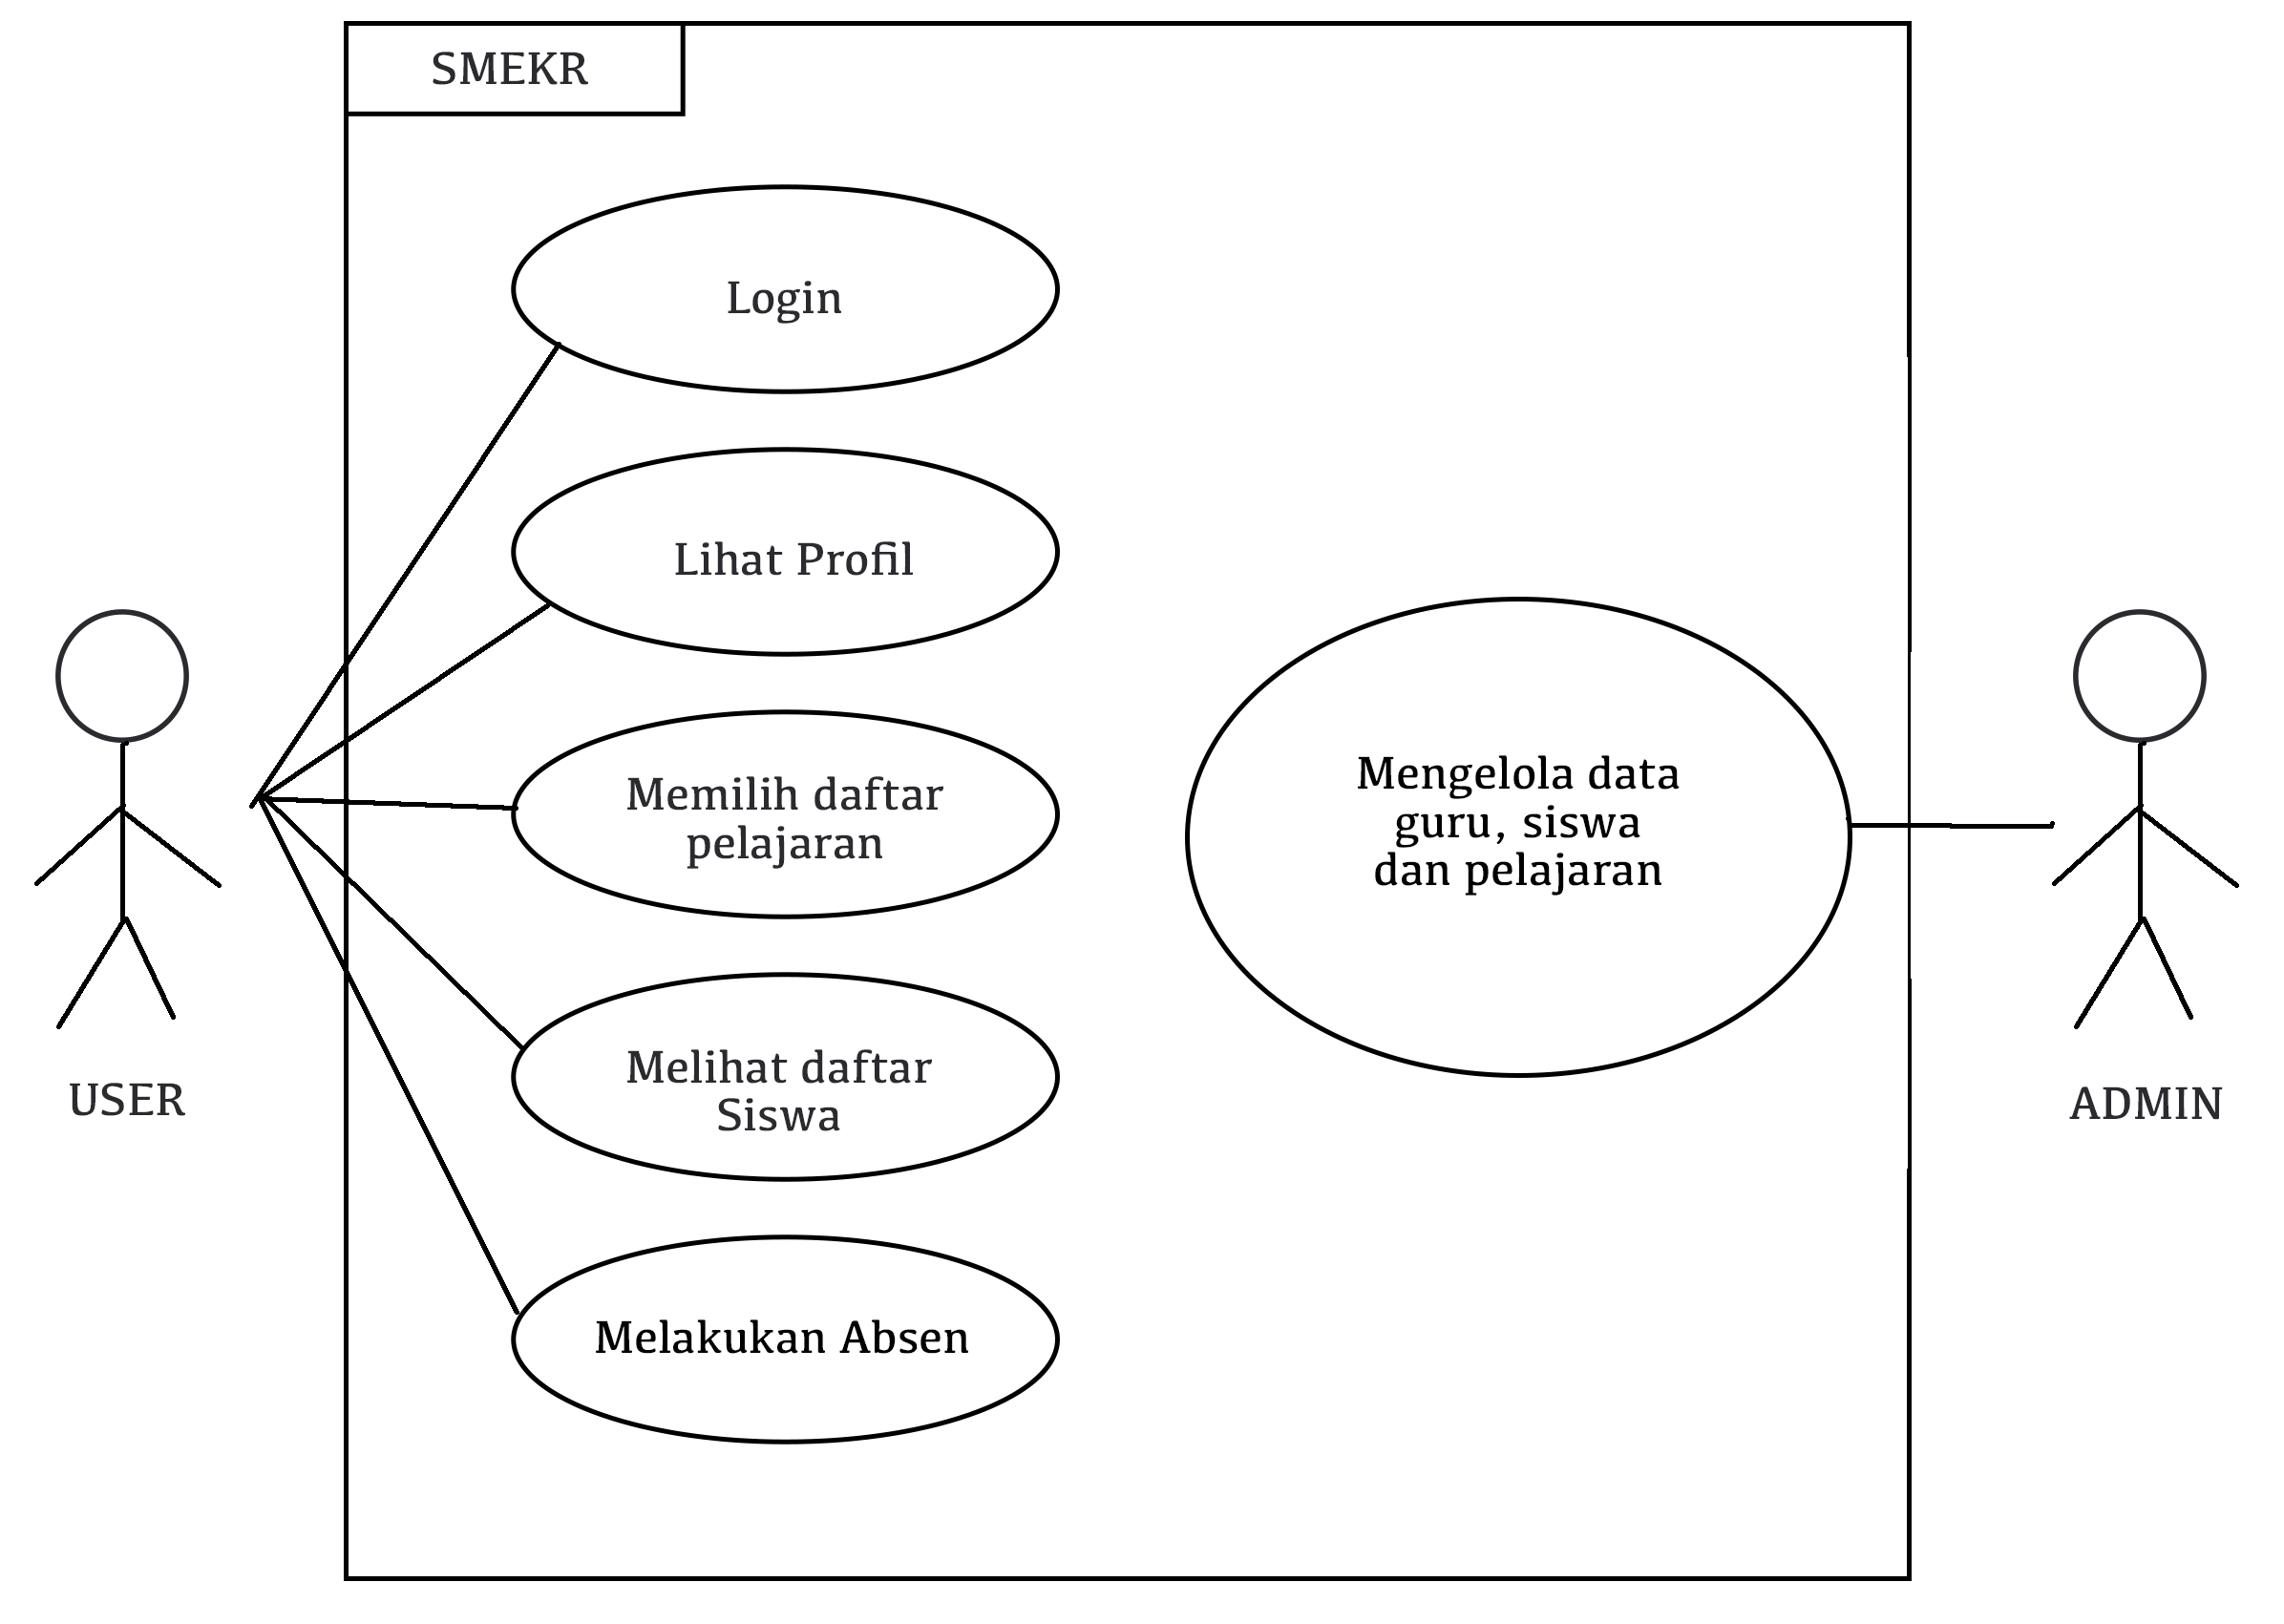 SMEKR
Login
Lihat Profil
Memilih daftar
pelajaran
Melihat daftar
Siswa
Melakukan Absen
Mengelola data
guru, siswa
dan pelajaran
USER
ADMIN